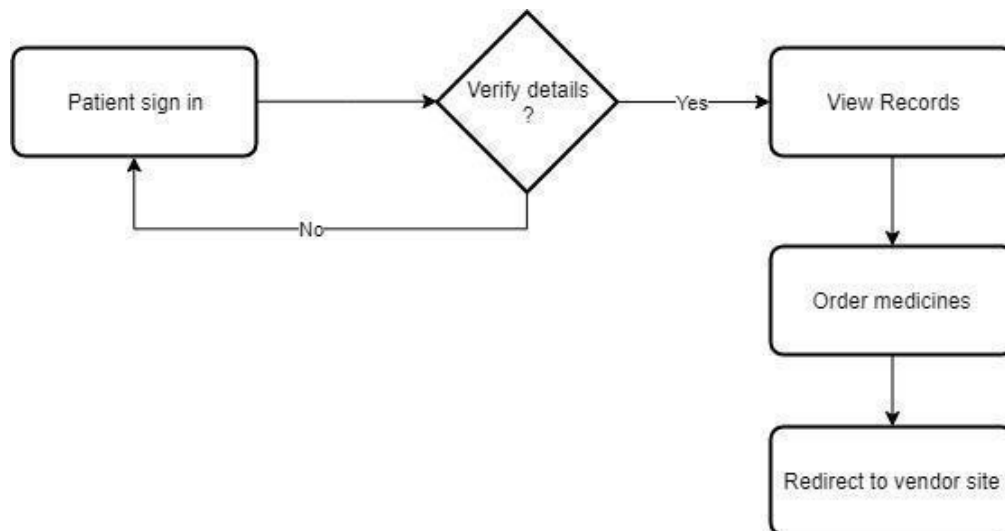 Patient sign in
Verify details
?
Yes
View Records
No
Order medicines
Redirect to vendor site